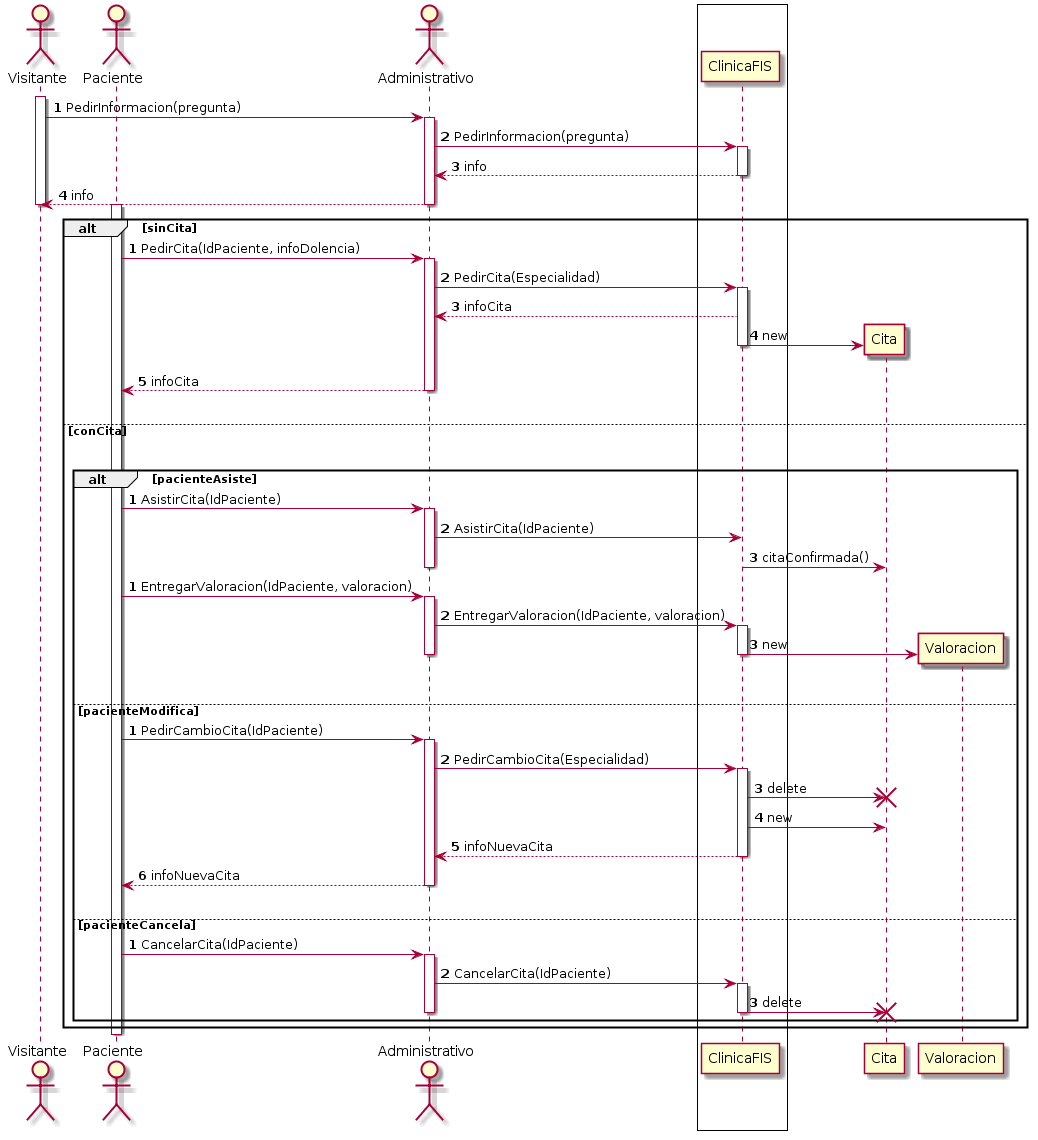 Visitante Paciente Administrativo ClinicaFIS
1 PedirInformacion(pregunta)
2 PedirInformacion(pregunta)
3 info
4 info
alt [sinCita]
1 PedirCita(IdPaciente, infoDolencia)
2 PedirCita(Especialidad)
3 infoCita
4 new
Cita
5 infoCita
[conCita]
alt [pacienteAsiste]
1 AsistirCita(IdPaciente)
2 AsistirCita(IdPaciente)
3 citaConfirmada()
1 EntregarValoracion(IdPaciente, valoracion)
2 EntregarValoracion(IdPaciente, valoracion)
3 new
Valoracion
[pacienteModifica]
1 PedirCambioCita(IdPaciente)
2 PedirCambioCita(Especialidad)
3 delete
4 new
5 infoNuevaCita
6 infoNuevaCita
[pacienteCancela]
1 CancelarCita(IdPaciente)
2 CancelarCita(IdPaciente)
3 delete
Visitante Paciente Administrativo ClinicaFIS Cita Valoracion